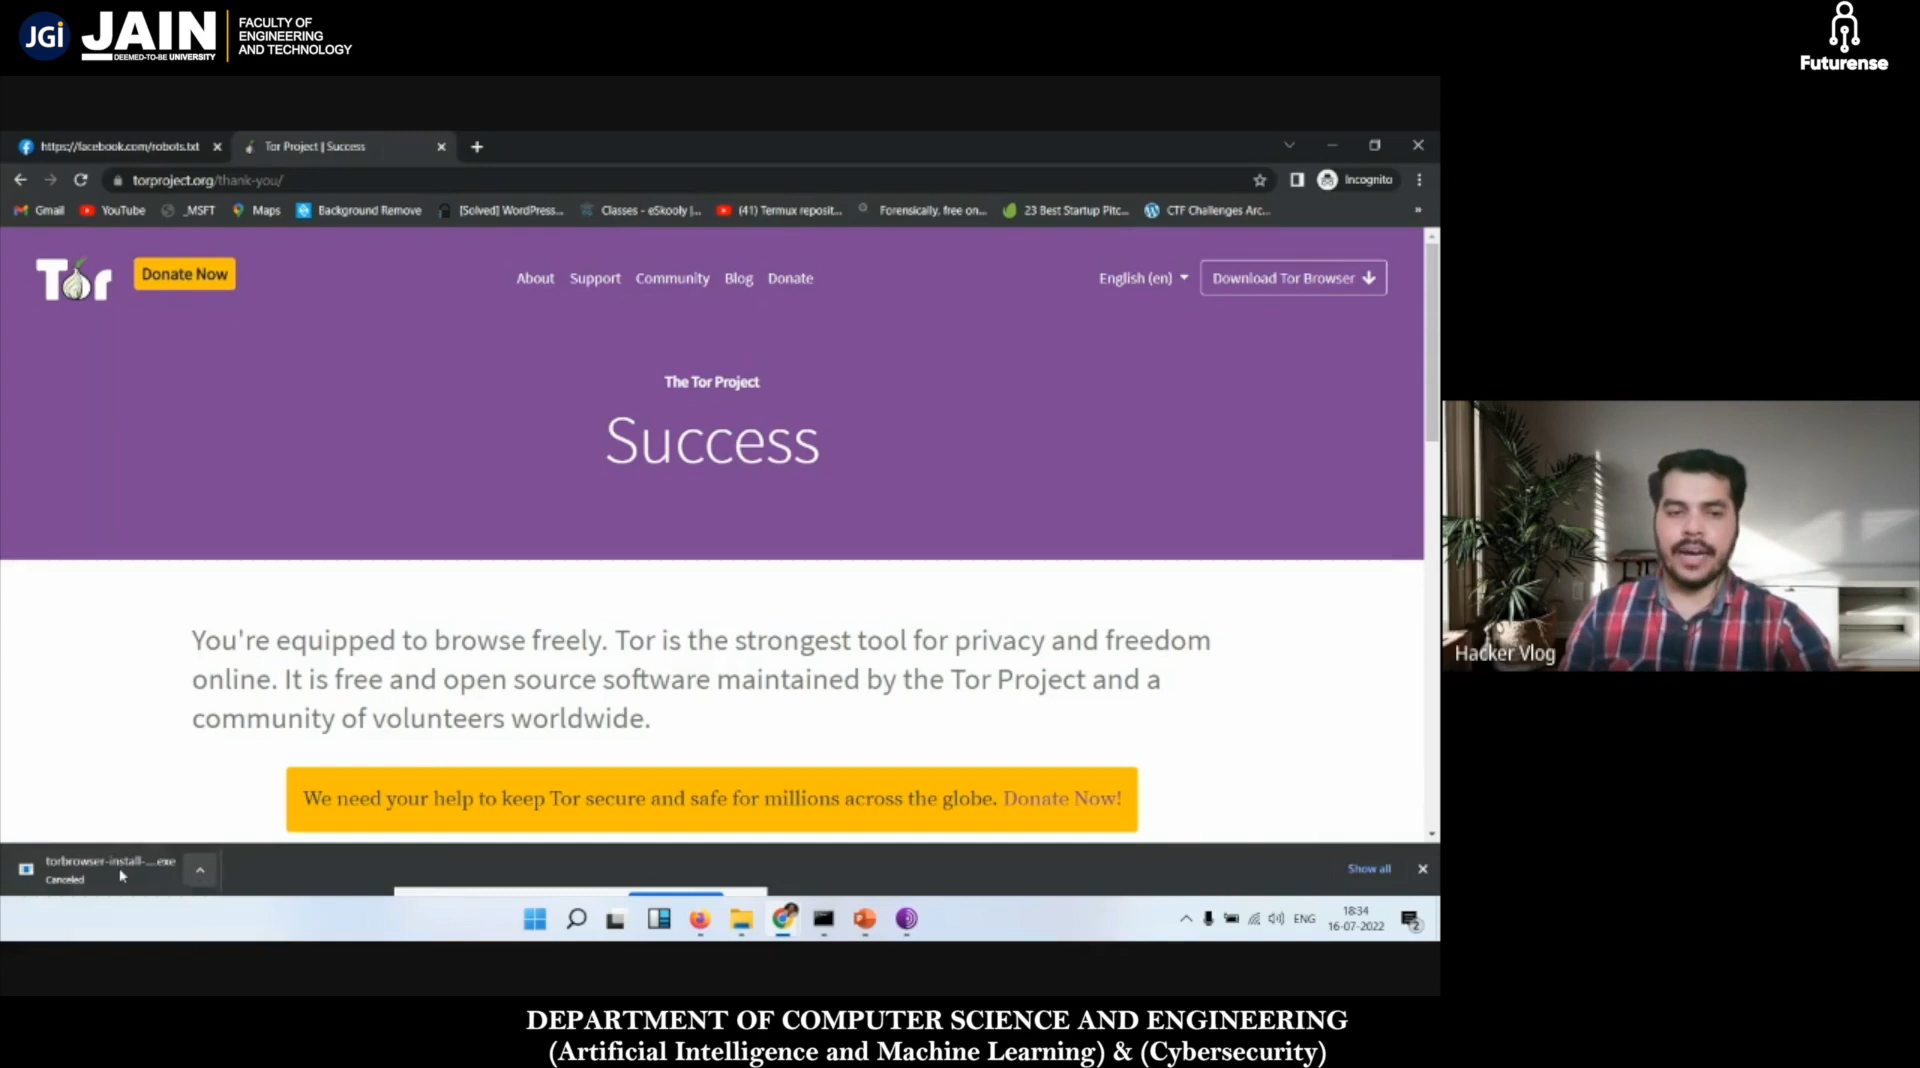 JGI JAIN
DEEMED-TO-BE UNIVERSITY
FACULTY OF
ENGINEERING
AND TECHNOLOGY
Futurense
https://facebook.com/robots.txt
Tor Project | Success
torproject.org/thank-you/
Incognito
Gmail YouTube _MSFT Maps Background Remove [Solved] WordPress... Classes - eSkooly |... (41) Termux reposit... Forensically, free on... 23 Best Startup Pitc... CTF Challenges Arc... »
Tor Donate Now About Support Community Blog Donate English (en) Download Tor Browser
The Tor Project
Success
You're equipped to browse freely. Tor is the strongest tool for privacy and freedom
online. It is free and open source software maintained by the Tor Project and a
community of volunteers worldwide.
We need your help to keep Tor secure and safe for millions across the globe. Donate Now!
Hacker Vlog
torbrowser-install-....exe
Canceled
Show all
ENG
18:34
16-07-2022
2
DEPARTMENT OF COMPUTER SCIENCE AND ENGINEERING
(Artificial Intelligence and Machine Learning) & (Cybersecurity)